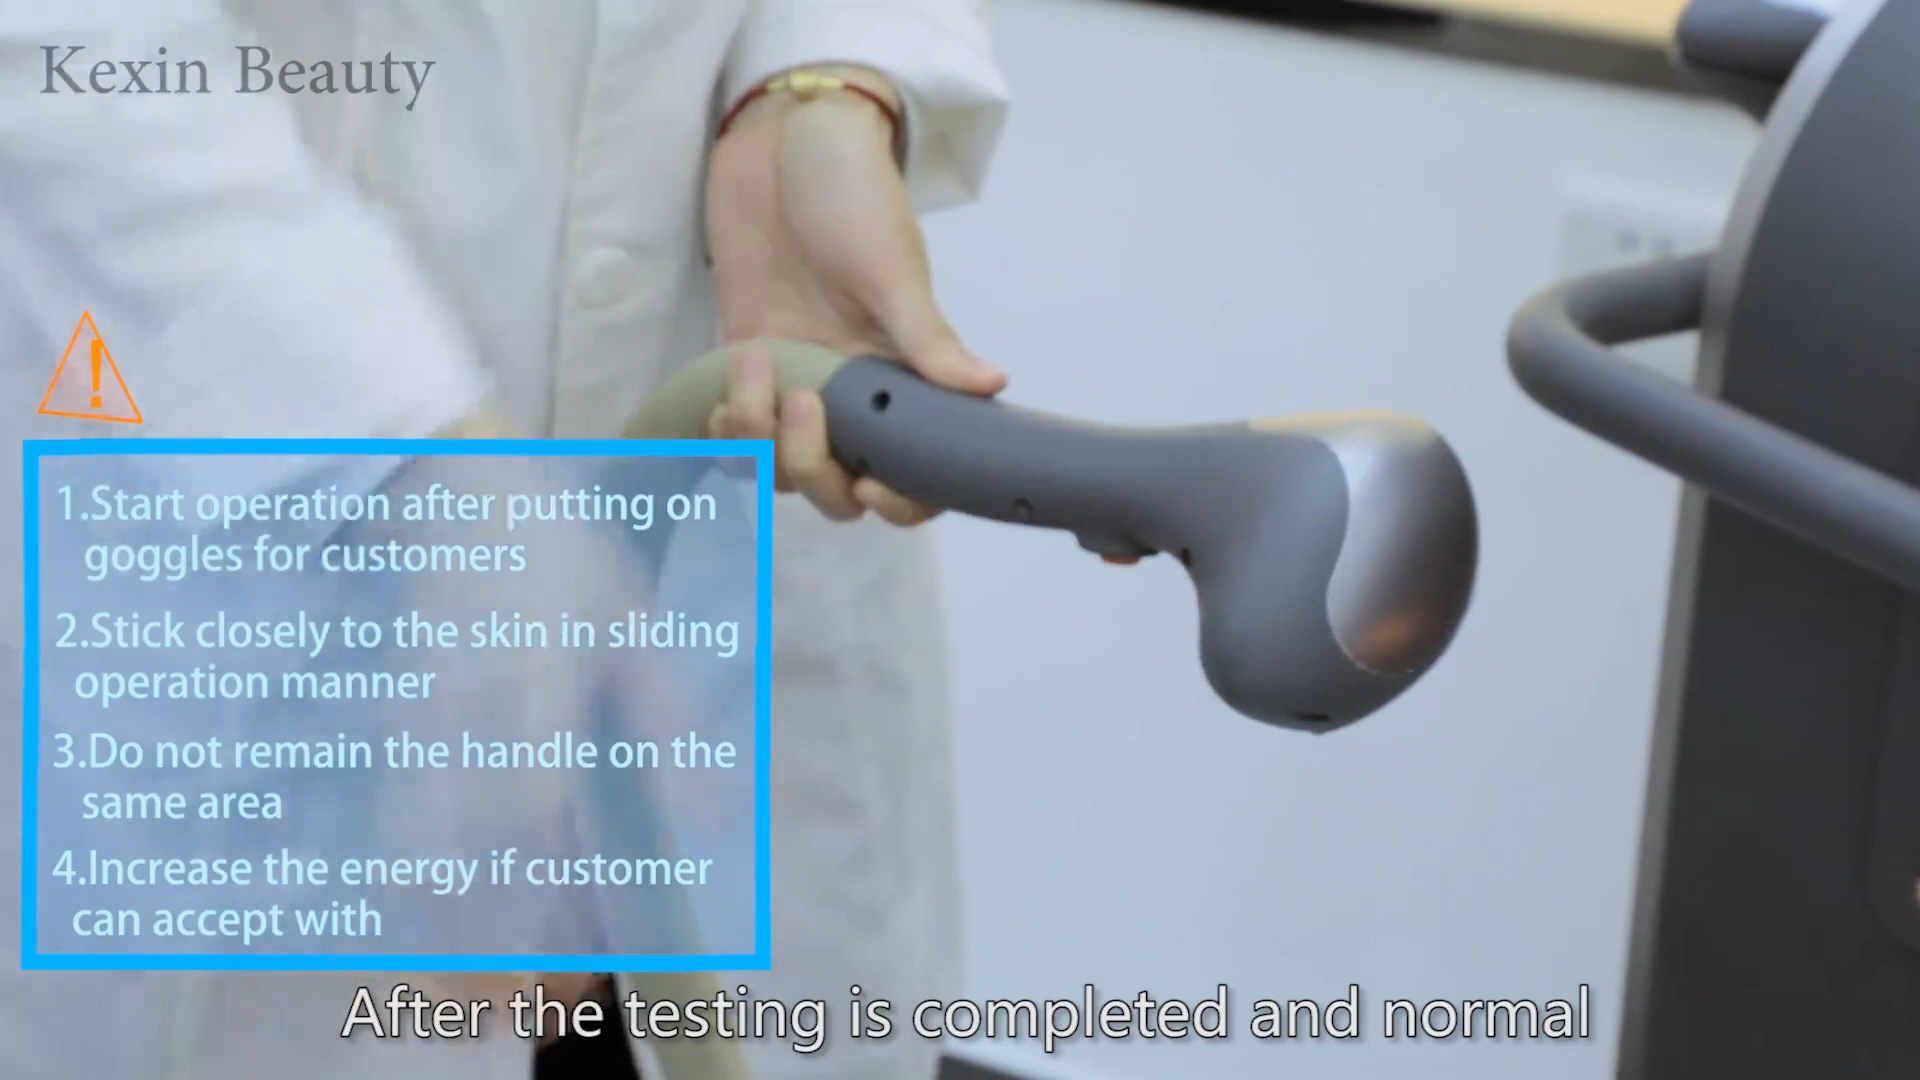 Kexin Beauty
!
1.Start operation after putting on
goggles for customers
2.Stick closely to the skin in sliding
operation manner
3.Do not remain the handle on the
same area
4.Increase the energy if customer
can accept with
After the testing is completed and normal